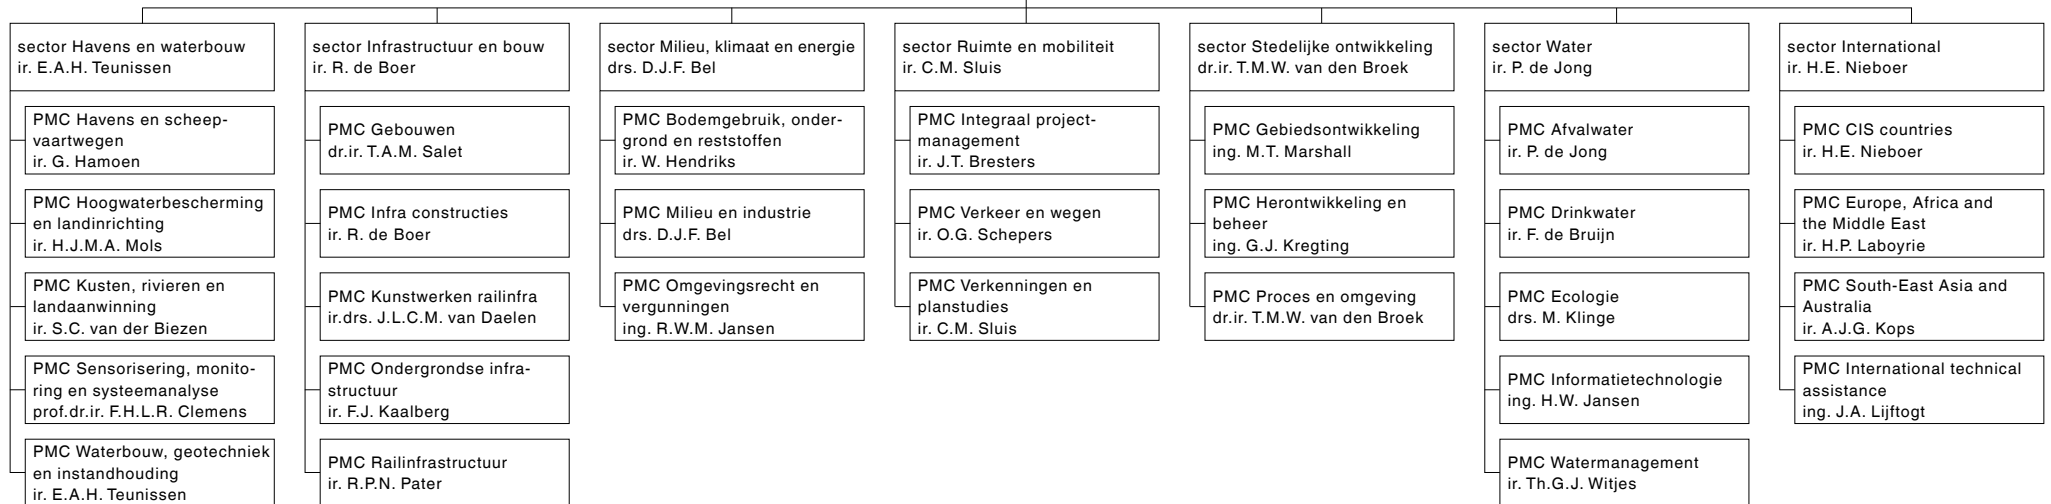 sector Havens en waterbouw
ir. E.A.H. Teunissen
PMC Havens en scheep-
vaartwegen
ir. G. Hamoen
PMC Hoogwaterbescherming
en landinrichting
ir. H.J.M.A. Mols
PMC Kusten, rivieren en
landaanwinning
ir. S.C. van der Biezen
PMC Sensorisering, monito-
ring en systeemanalyse
prof.dr.ir. F.H.L.R. Clemens
PMC Waterbouw, geotechniek
en instandhouding
ir. E.A.H. Teunissen
sector Infrastructuur en bouw
ir. R. de Boer
PMC Gebouwen
dr.ir. T.A.M. Salet
PMC Infra constructies
ir. R. de Boer
PMC Kunstwerken railinfra
ir.drs. J.L.C.M. van Daelen
PMC Ondergrondse infra-
structuur
ir. F.J. Kaalberg
PMC Railinfrastructuur
ir. R.P.N. Pater
sector Milieu, klimaat en energie
drs. D.J.F. Bel
PMC Bodemgebruik, onder-
grond en reststoffen
ir. W. Hendriks
PMC Milieu en industrie
drs. D.J.F. Bel
PMC Omgevingsrecht en
vergunningen
ing. R.W.M. Jansen
sector Ruimte en mobiliteit
ir. C.M. Sluis
PMC Integraal project-
management
ir. J.T. Bresters
PMC Verkeer en wegen
ir. O.G. Schepers
PMC Verkenningen en
planstudies
ir. C.M. Sluis
sector Stedelijke ontwikkeling
dr.ir. T.M.W. van den Broek
PMC Gebiedsontwikkeling
ing. M.T. Marshall
PMC Herontwikkeling en
beheer
ing. G.J. Kregting
PMC Proces en omgeving
dr.ir. T.M.W. van den Broek
sector Water
ir. P. de Jong
PMC Afvalwater
ir. P. de Jong
PMC Drinkwater
ir. F. de Bruijn
PMC Ecologie
drs. M. Klinge
PMC Informatietechnologie
ing. H.W. Jansen
PMC Watermanagement
ir. Th.G.J. Witjes
sector International
ir. H.E. Nieboer
PMC CIS countries
ir. H.E. Nieboer
PMC Europe, Africa and
the Middle East
ir. H.P. Laboyrie
PMC South-East Asia and
Australia
ir. A.J.G. Kops
PMC International technical
assistance
ing. J.A. Lijftogt